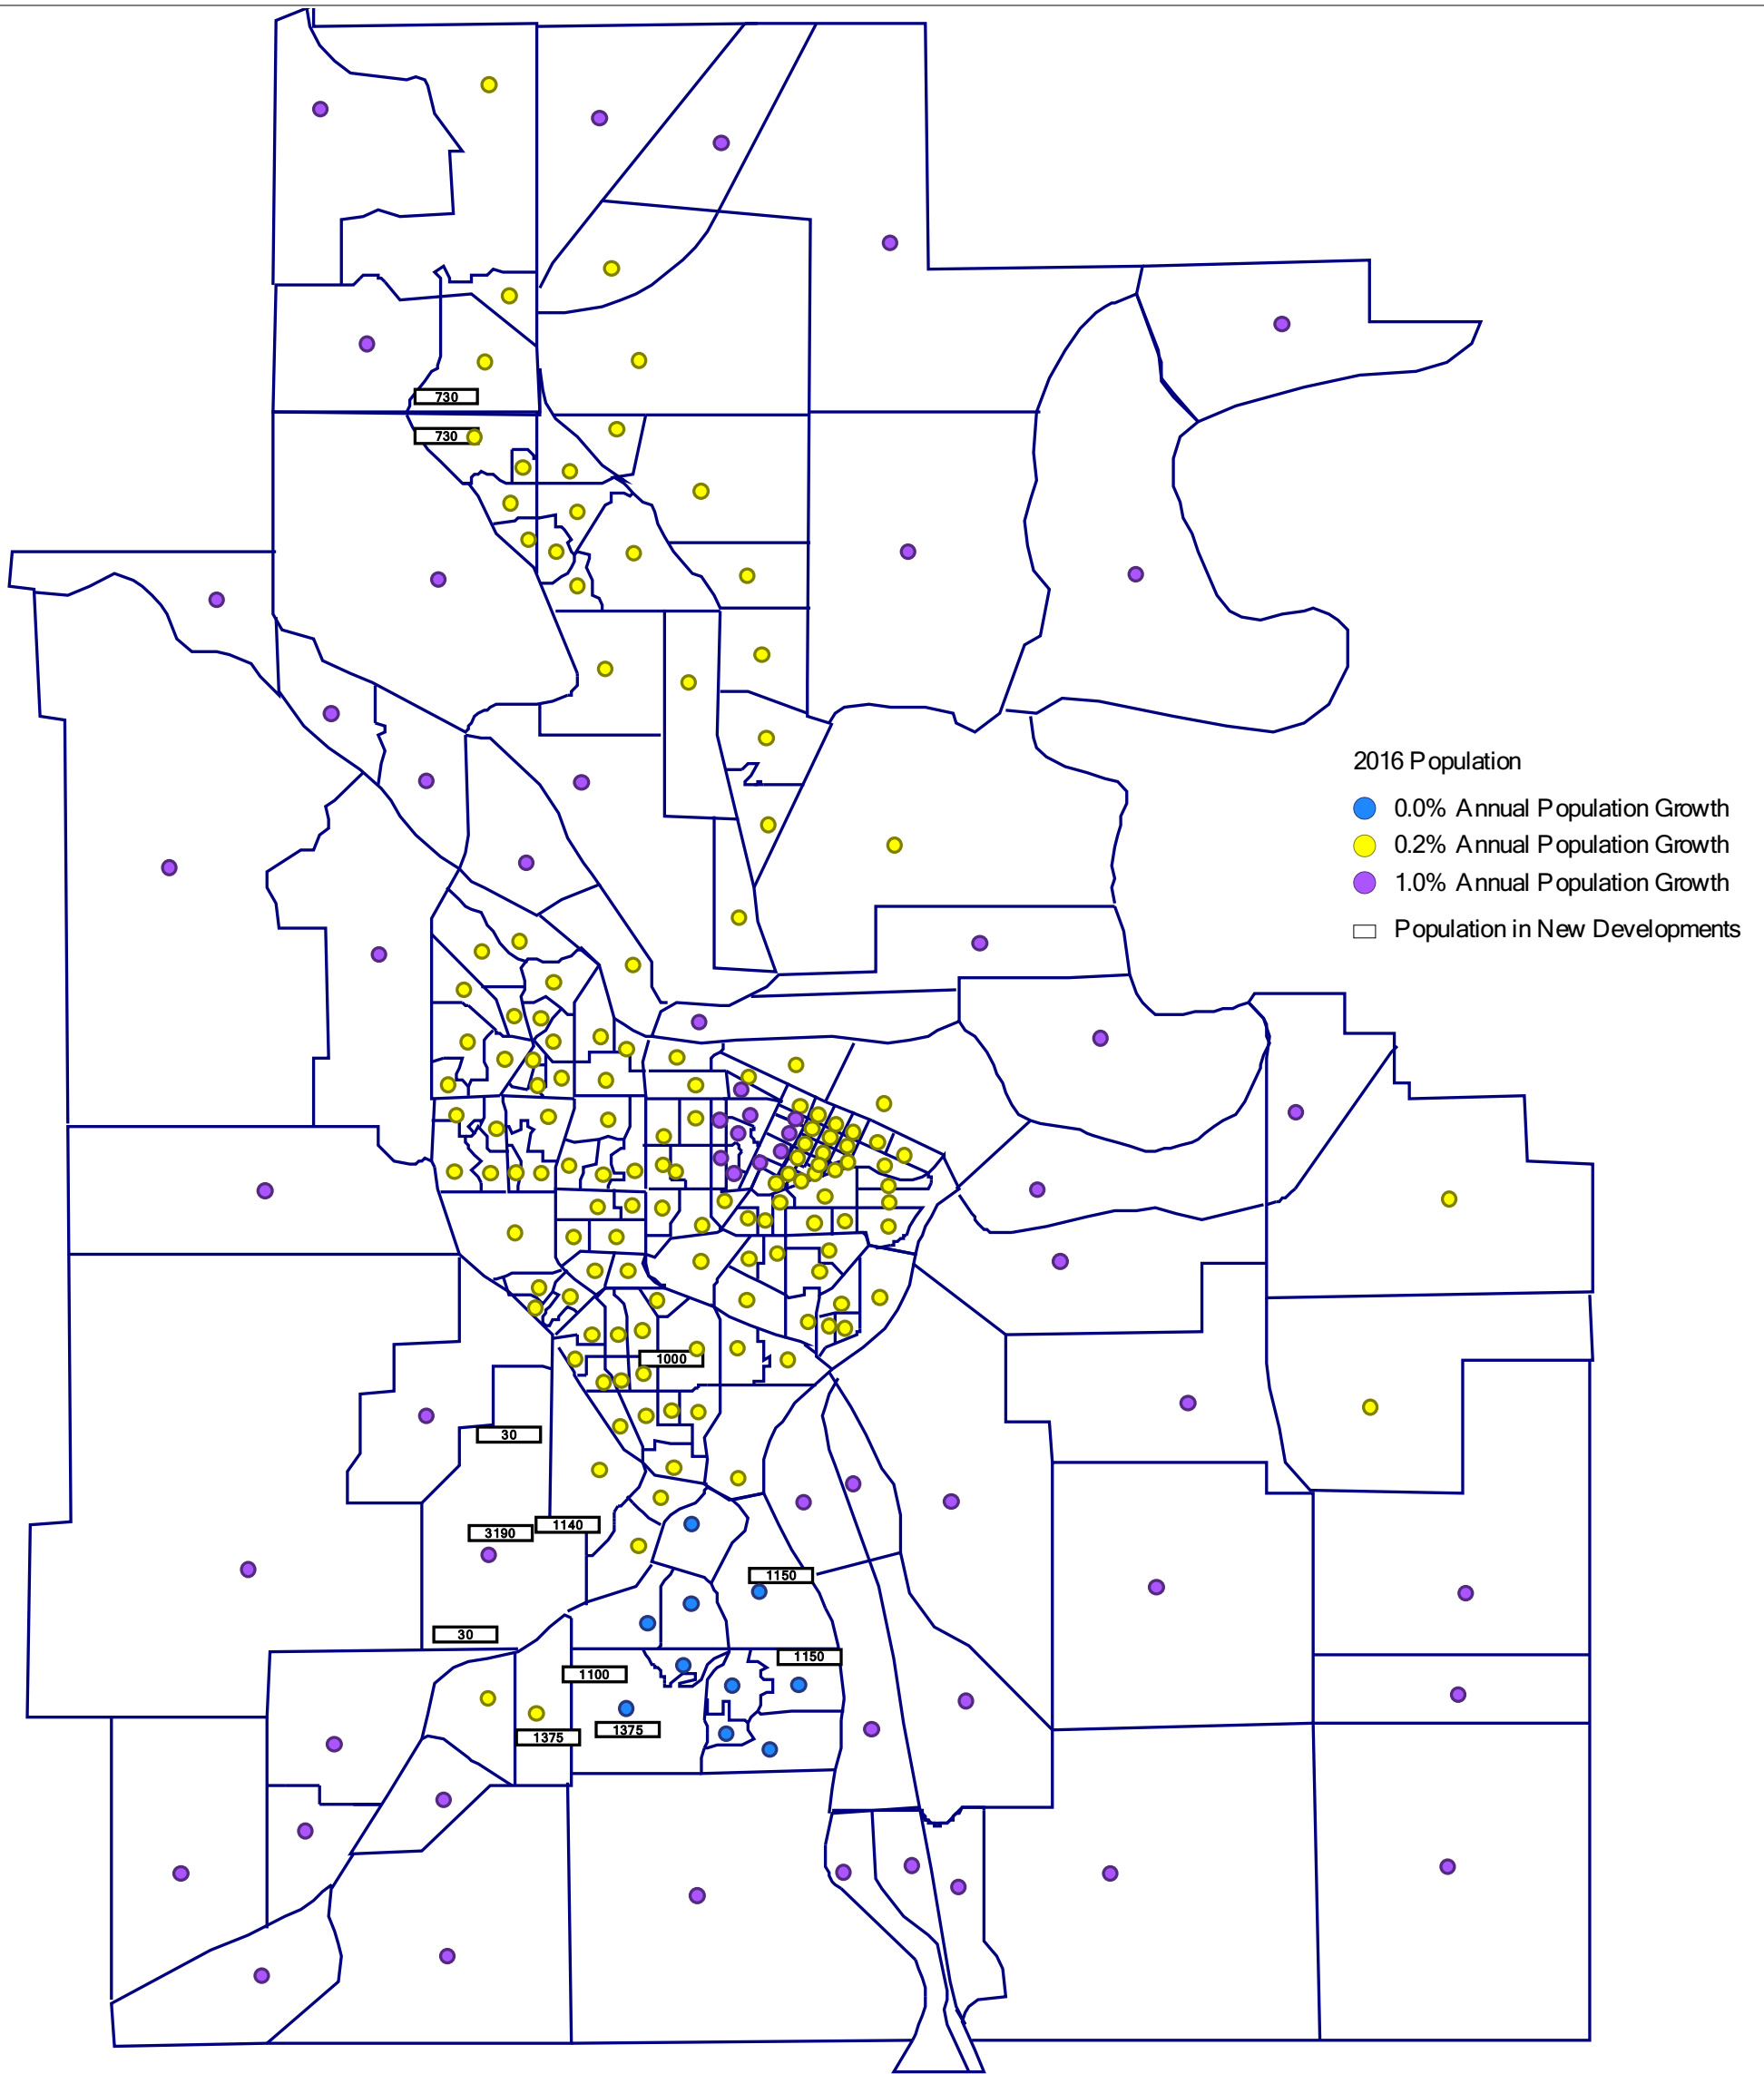 730
730
2016 Population
0.0% Annual Population Growth
0.2% Annual Population Growth
1.0% Annual Population Growth
Population in New Developments
1000
30
1140
3190
1150
30
1150
1100
1375
1375